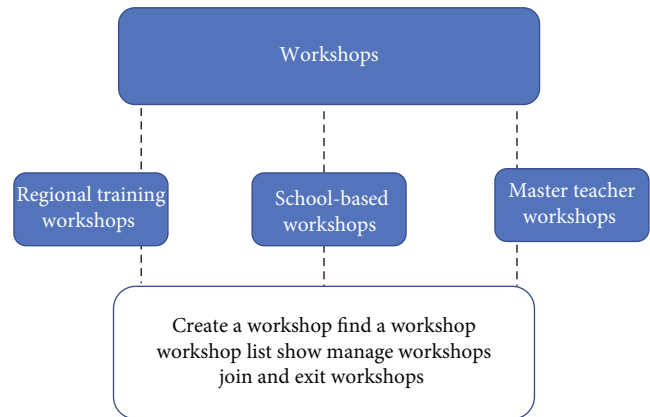 Workshops
Regional training
workshops
School-based
workshops
Master teacher
workshops
Create a workshop find a workshop
workshop list show manage workshops
join and exit workshops